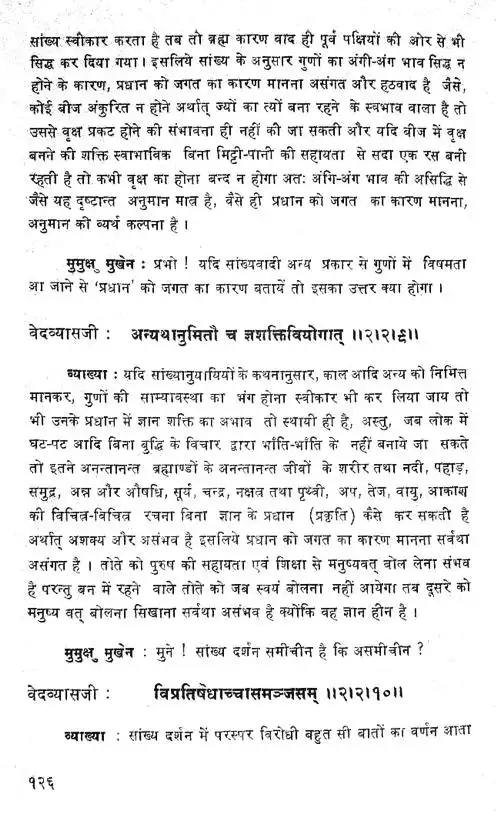 सांख्य स्वीकार करता है तब तो ब्रह्म कारण वाद ही पूर्व पक्षियों की ओर से भी
सिद्ध कर दिया गया। इसलिये सांख्य के अनुसार गुणों का अंगी-अंग भाव सिद्ध न
होने के कारण, प्रधान को जगत का कारण मानना असंगत और हठवाद है जैसे,
कोई बीज अंकुरित न होने अर्थात् ज्यों का त्यों बना रहने के स्वभाव वाला है तो
उससे वृक्ष प्रकट होने की संभावना ही नहीं की जा सकती और यदि बीज में वृक्ष
बनने की शक्ति स्वाभाविक बिना मिट्टी-पानी की सहायता से सदा एक रस बनी
रहती है तो कभी वृक्ष का होना बन्द न होगा अतः अंगि-अंग भाव की असिद्धि से
जैसे यह दृष्टान्त अनुमान मात्र है, वैसे ही प्रधान को जगत का कारण मानना,
अनुमान की व्यर्थ कल्पना है ।
मुमुक्षु मुखेन : प्रभो ! यदि सांख्यवादी अन्य प्रकार से गुणों में विषमता
आ जाने से 'प्रधान' को जगत का कारण बतायें तो इसका उत्तर क्या होगा ।
वेदव्यासजी : अन्यथानुमितौ च ज्ञशक्तिवियोगात् ।।२।२।९।।
व्याख्या : यदि सांख्यानुयायियों के कथनानुसार, काल आदि अन्य को निमित्त
मानकर, गुणों की साम्यावस्था का भंग होना स्वीकार भी कर लिया जाय तो
भी उनके प्रधान में ज्ञान शक्ति का अभाव तो स्थायी ही है, अस्तु, जब लोक में
घट-पट आदि बिना बुद्धि के विचार द्वारा भाँति-भाँति के नहीं बनाये जा सकते
तो इतने अनन्तानन्त ब्रह्माण्डों के अनन्तानन्त जीवों के शरीर तथा नदी, पहाड़,
समुद्र, अन्न और औषधि, सूर्य, चन्द्र, नक्षत्र तथा पृथ्वी, अप, तेज, वायु, आकाश
की विचित्र-विचित्र रचना बिना ज्ञान के प्रधान (प्रकृति) कैसे कर सकती है
अर्थात् अशक्य और असंभव है इसलिये प्रधान को जगत का कारण मानना सर्वथा
असंगत है । तोते को पुरुष की सहायता एवं शिक्षा से मनुष्यवत् बोल लेना संभव
है परन्तु बन में रहने वाले तोते को जब स्वयं बोलना नहीं आयेगा तब दूसरे को
मनुष्य वत् बोलना सिखाना सर्वथा असंभव है क्योंकि वह ज्ञान हीन है ।
मुमुक्षु मुखेन : मुने ! सांख्य दर्शन समीचीन है कि असमीचीन ?
वेदव्यासजी : विप्रतिषेधाच्चासमञ्जसम् ।।२।२।१०।।
व्याख्या : सांख्य दर्शन में परस्पर विरोधी बहुत सी बातों का वर्णन आता
१२६